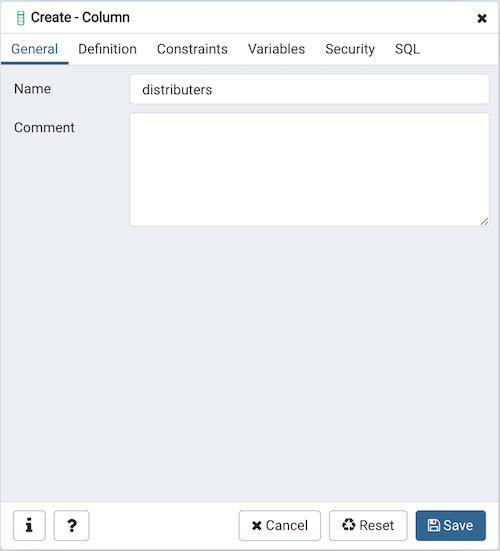 Create - Column
General Definition Constraints Variables Security SQL
Name distributers
Comment
i ? Cancel Reset Save